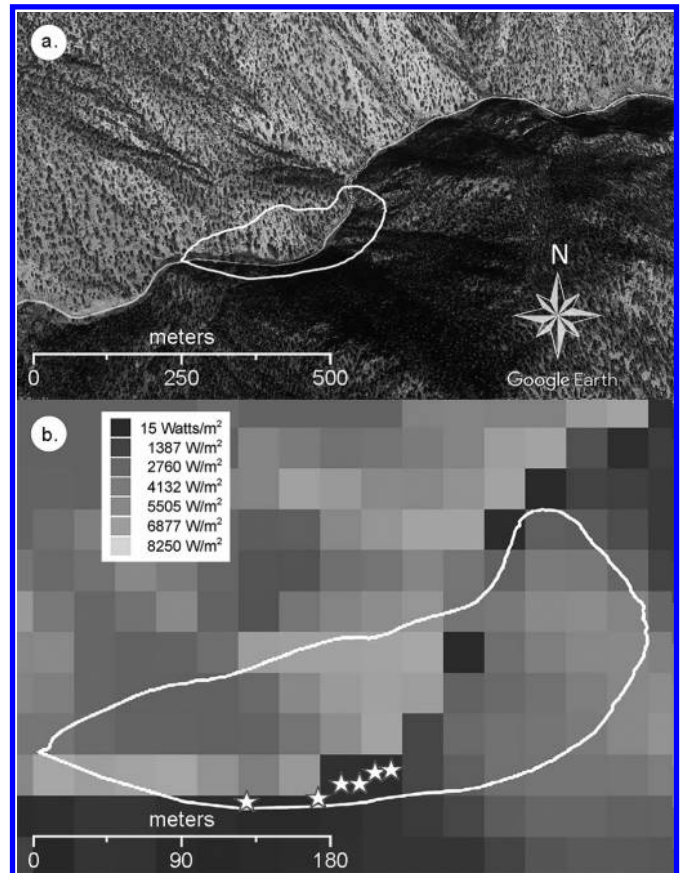 a.
N
meters
0 250 500
Google Earth
b.
15 Watts/m²
1387 W/m²
2760 W/m²
4132 W/m²
5505 W/m²
6877 W/m²
8250 W/m²
meters
0 90 180